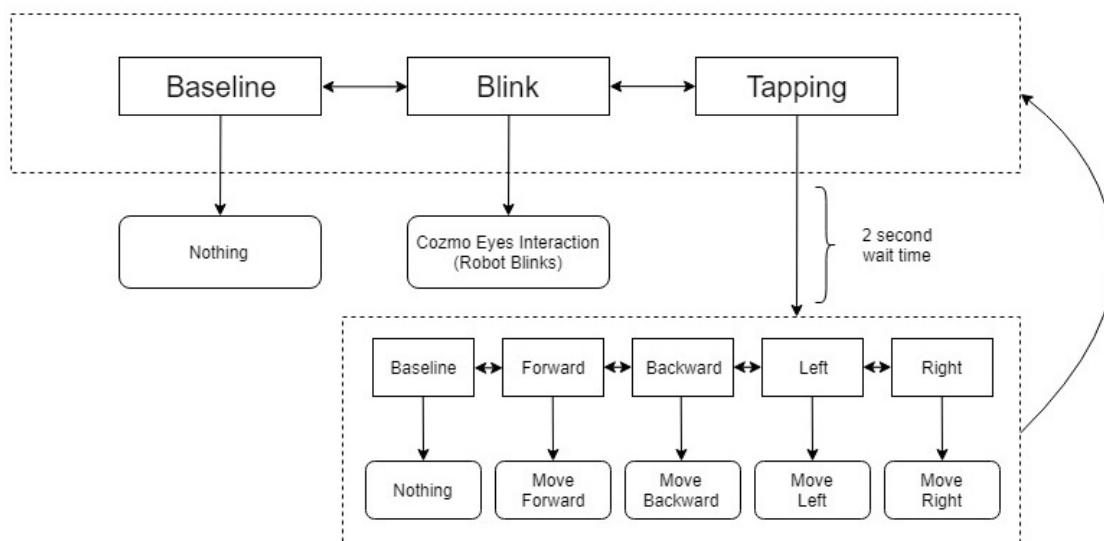 Baseline
Blink
Tapping
Nothing
Cozmo Eyes Interaction
(Robot Blinks)
2 second
wait time
Baseline
Forward
Backward
Left
Right
Nothing
Move
Forward
Move
Backward
Move
Left
Move
Right